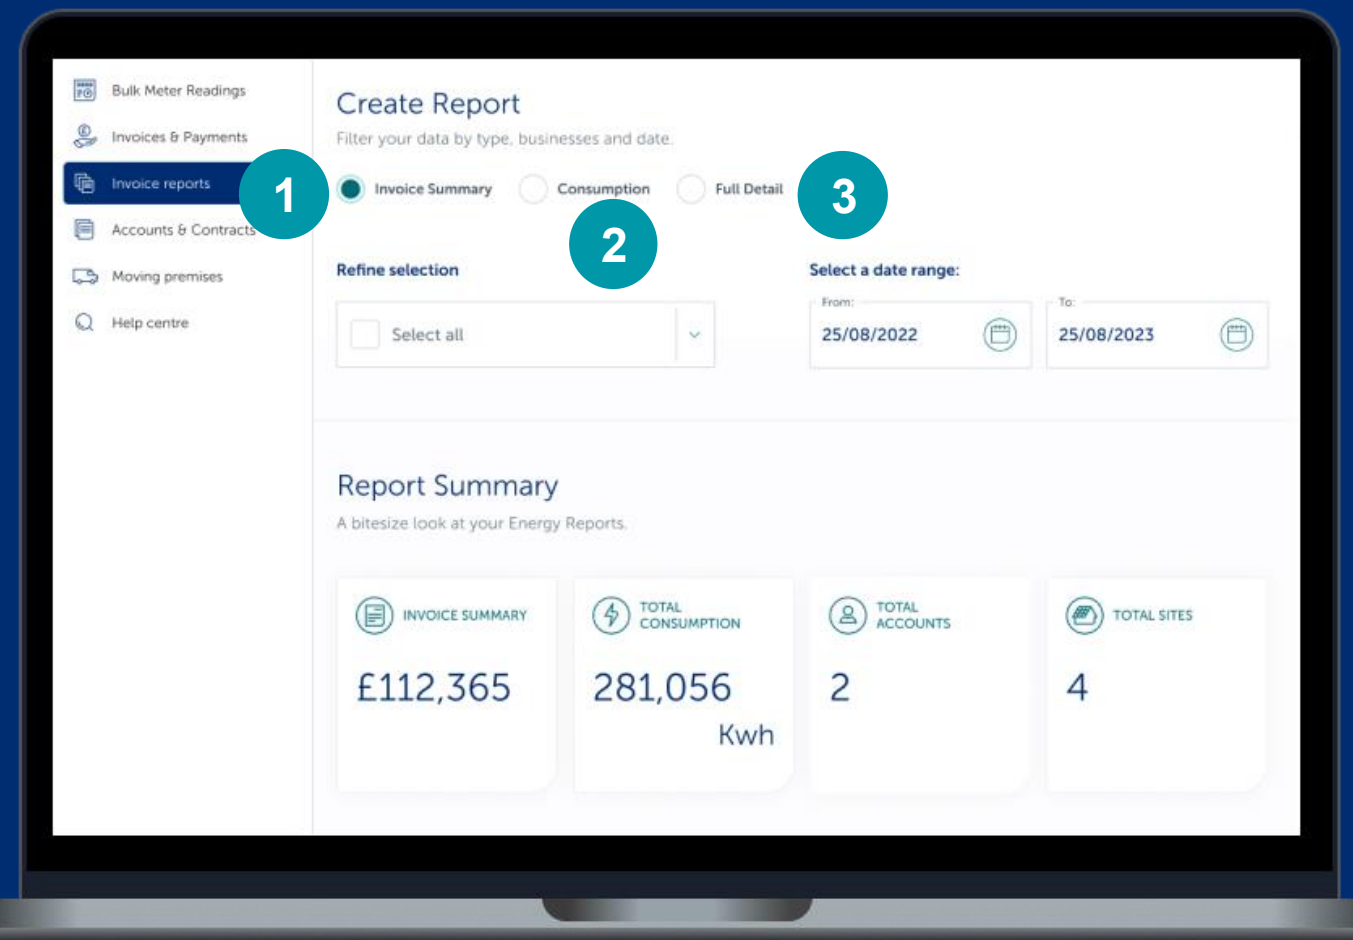 Bulk Meter Readings
Invoices & Payments
Invoice reports
Accounts & Contracts
Moving premises
Help centre
1
Create Report
Filter your data by type, businesses and date.
Invoice Summary
Consumption
Full Detail
2
3
Refine selection
Select all
Select a date range:
From:
25/08/2022
To:
25/08/2023
Report Summary
A bitesize look at your Energy Reports.
INVOICE SUMMARY
£112,365
TOTAL
CONSUMPTION
281,056
Kwh
TOTAL
ACCOUNTS
2
TOTAL SITES
4